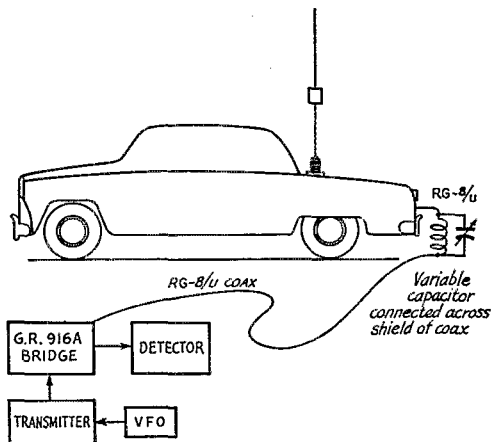 RG-8/U
RG-8/U COAX
Variable
capacitor
connected across
shield of coax
G.R. 916A
BRIDGE
DETECTOR
TRANSMITTER
VFO